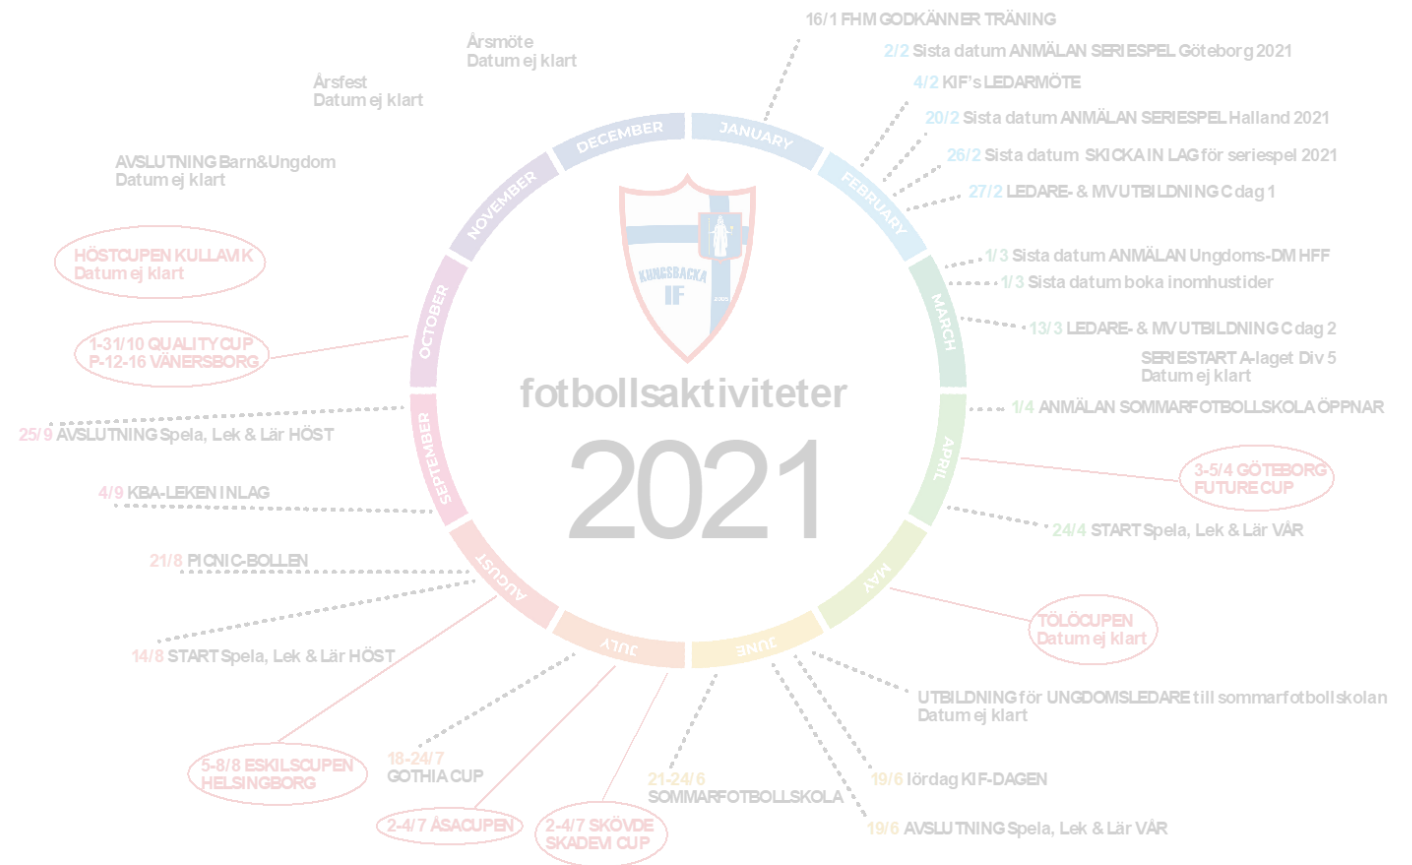 16/1 FHM GODKÄNNER TRÄNING
2/2 Sista datum ANMÄLAN SERIESPEL Göteborg 2021
4/2 KIF's LEDARMÖTE
20/2 Sista datum ANMÄLAN SERIESPEL Halland 2021
26/2 Sista datum SKICKA IN LAG för seriespel 2021
27/2 LEDARE- & MV UTBILDNING C dag 1
1/3 Sista datum ANMÄLAN Ungdoms-DM HFF
1/3 Sista datum boka inomhustider
13/3 LEDARE- & MV UTBILDNING C dag 2
SERIESTART A-laget Div 5
Datum ej klart
1/4 ANMÄLAN SOMMARFOTBOLLSKOLA ÖPPNAR
3-5/4 GÖTEBORG
FUTURE CUP
24/4 START Spela, Lek & Lär VÅR
TÖLÖCUPEN
Datum ej klart
UTBILDNING för UNGDOMSLEDARE till sommarfotbollskolan
Datum ej klart
19/6 lördag KIF-DAGEN
19/6 AVSLUTNING Spela, Lek & Lär VÅR
21-24/6
SOMMARFOTBOLLSKOLA
2-4/7 SKÖVDE
SKADEVI CUP
2-4/7 ÅSACUPEN
18-24/7
GOTHIA CUP
5-8/8 ESKILSCUPEN
HELSINGBORG
14/8 START Spela, Lek & Lär HÖST
21/8 PICNIC-BOLLEN
4/9 KBA-LEKEN INLAG
25/9 AVSLUTNING Spela, Lek & Lär HÖST
1-31/10 QUALITY CUP
P-12-16 VÄNERSBORG
HÖSTCUPEN KULLAVIK
Datum ej klart
AVSLUTNING Barn&Ungdom
Datum ej klart
Årsfest
Datum ej klart
Årsmöte
Datum ej klart
JANUARY
FEBRUARY
MARCH
APRIL
MAY
JUNE
JULY
AUGUST
SEPTEMBER
OCTOBER
NOVEMBER
DECEMBER
KUNGSBACKA
IF
fotbollsaktiviteter
2021